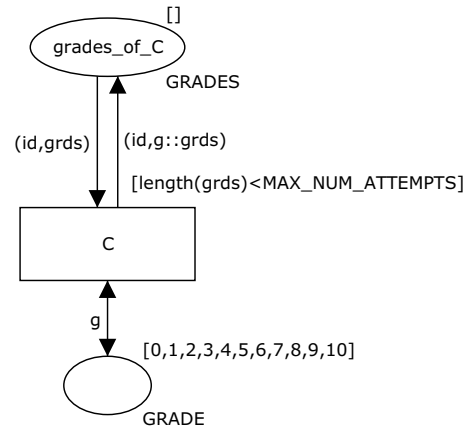 []
grades_of_C
GRADES
(id,grds)
(id,g::grds)
[length(grds)<MAX_NUM_ATTEMPTS]
C
g
[0,1,2,3,4,5,6,7,8,9,10]
GRADE